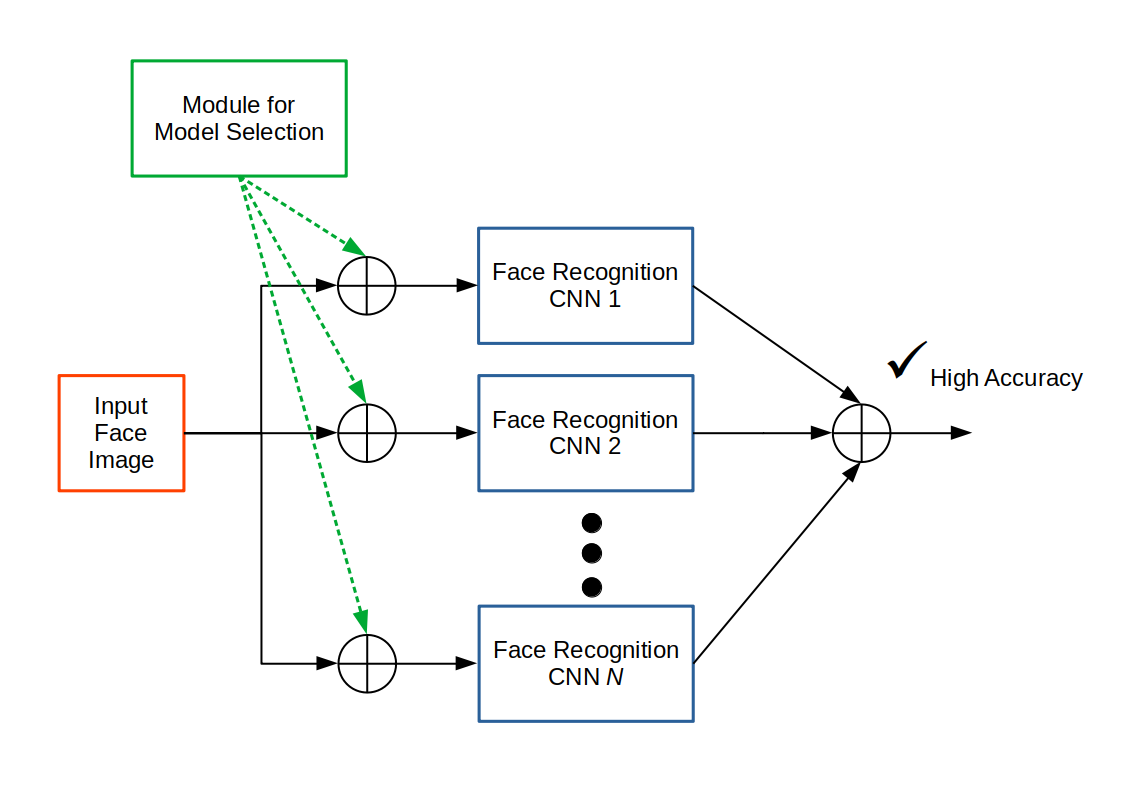 Module for
Model Selection
Face Recognition
CNN 1
High Accuracy
Input
Face
Image
Face Recognition
CNN 2
Face Recognition
CNN N